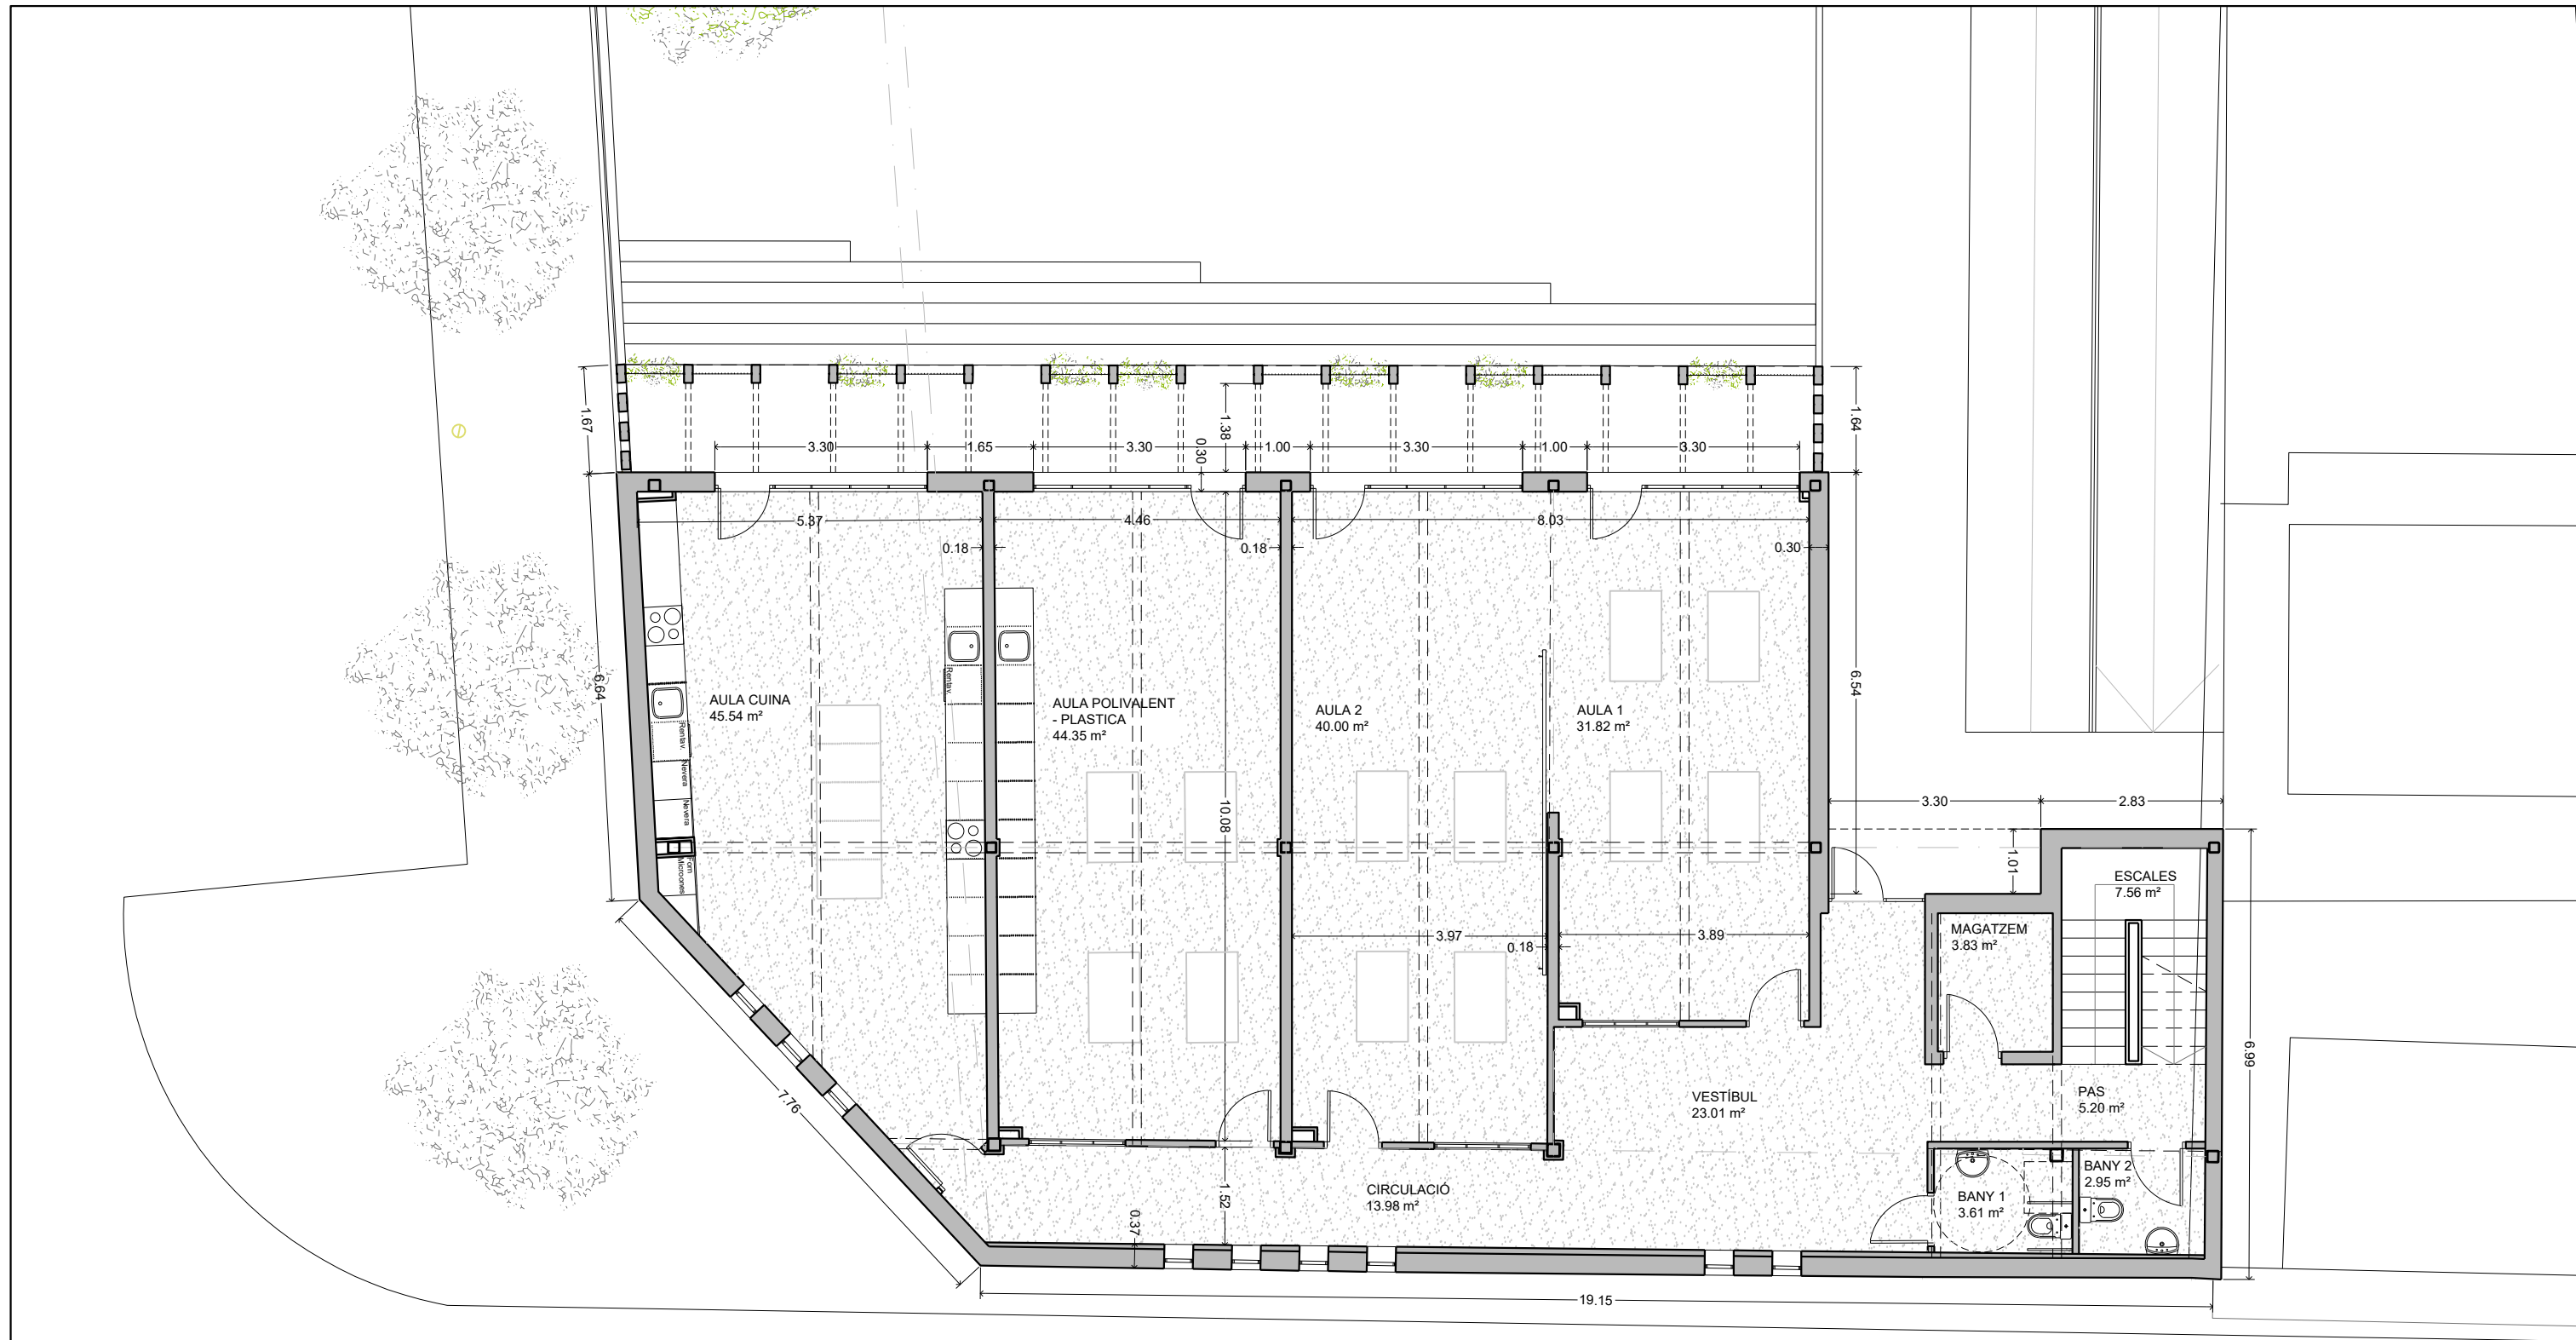 1.67
1.38
0.30
1.64
3.30
1.65
3.30
1.00
3.30
1.00
3.30
5.37
4.46
8.03
0.18
0.18
0.30
6.64
6.54
Rentav.
AULA CUINA
45.54 m²
AULA POLIVALENT
- PLASTICA
44.35 m²
AULA 2
40.00 m²
AULA 1
31.82 m²
Rentav.
Nevera
Nevera
Forn
Microones
10.08
3.30
2.83
1.01
ESCALES
7.56 m²
MAGATZEM
3.83 m²
3.97
0.18
3.89
6.99
PAS
5.20 m²
VESTÍBUL
23.01 m²
7.76
CIRCULACIÓ
13.98 m²
1.52
0.37
BANY 1
3.61 m²
BANY 2
2.95 m²
19.15